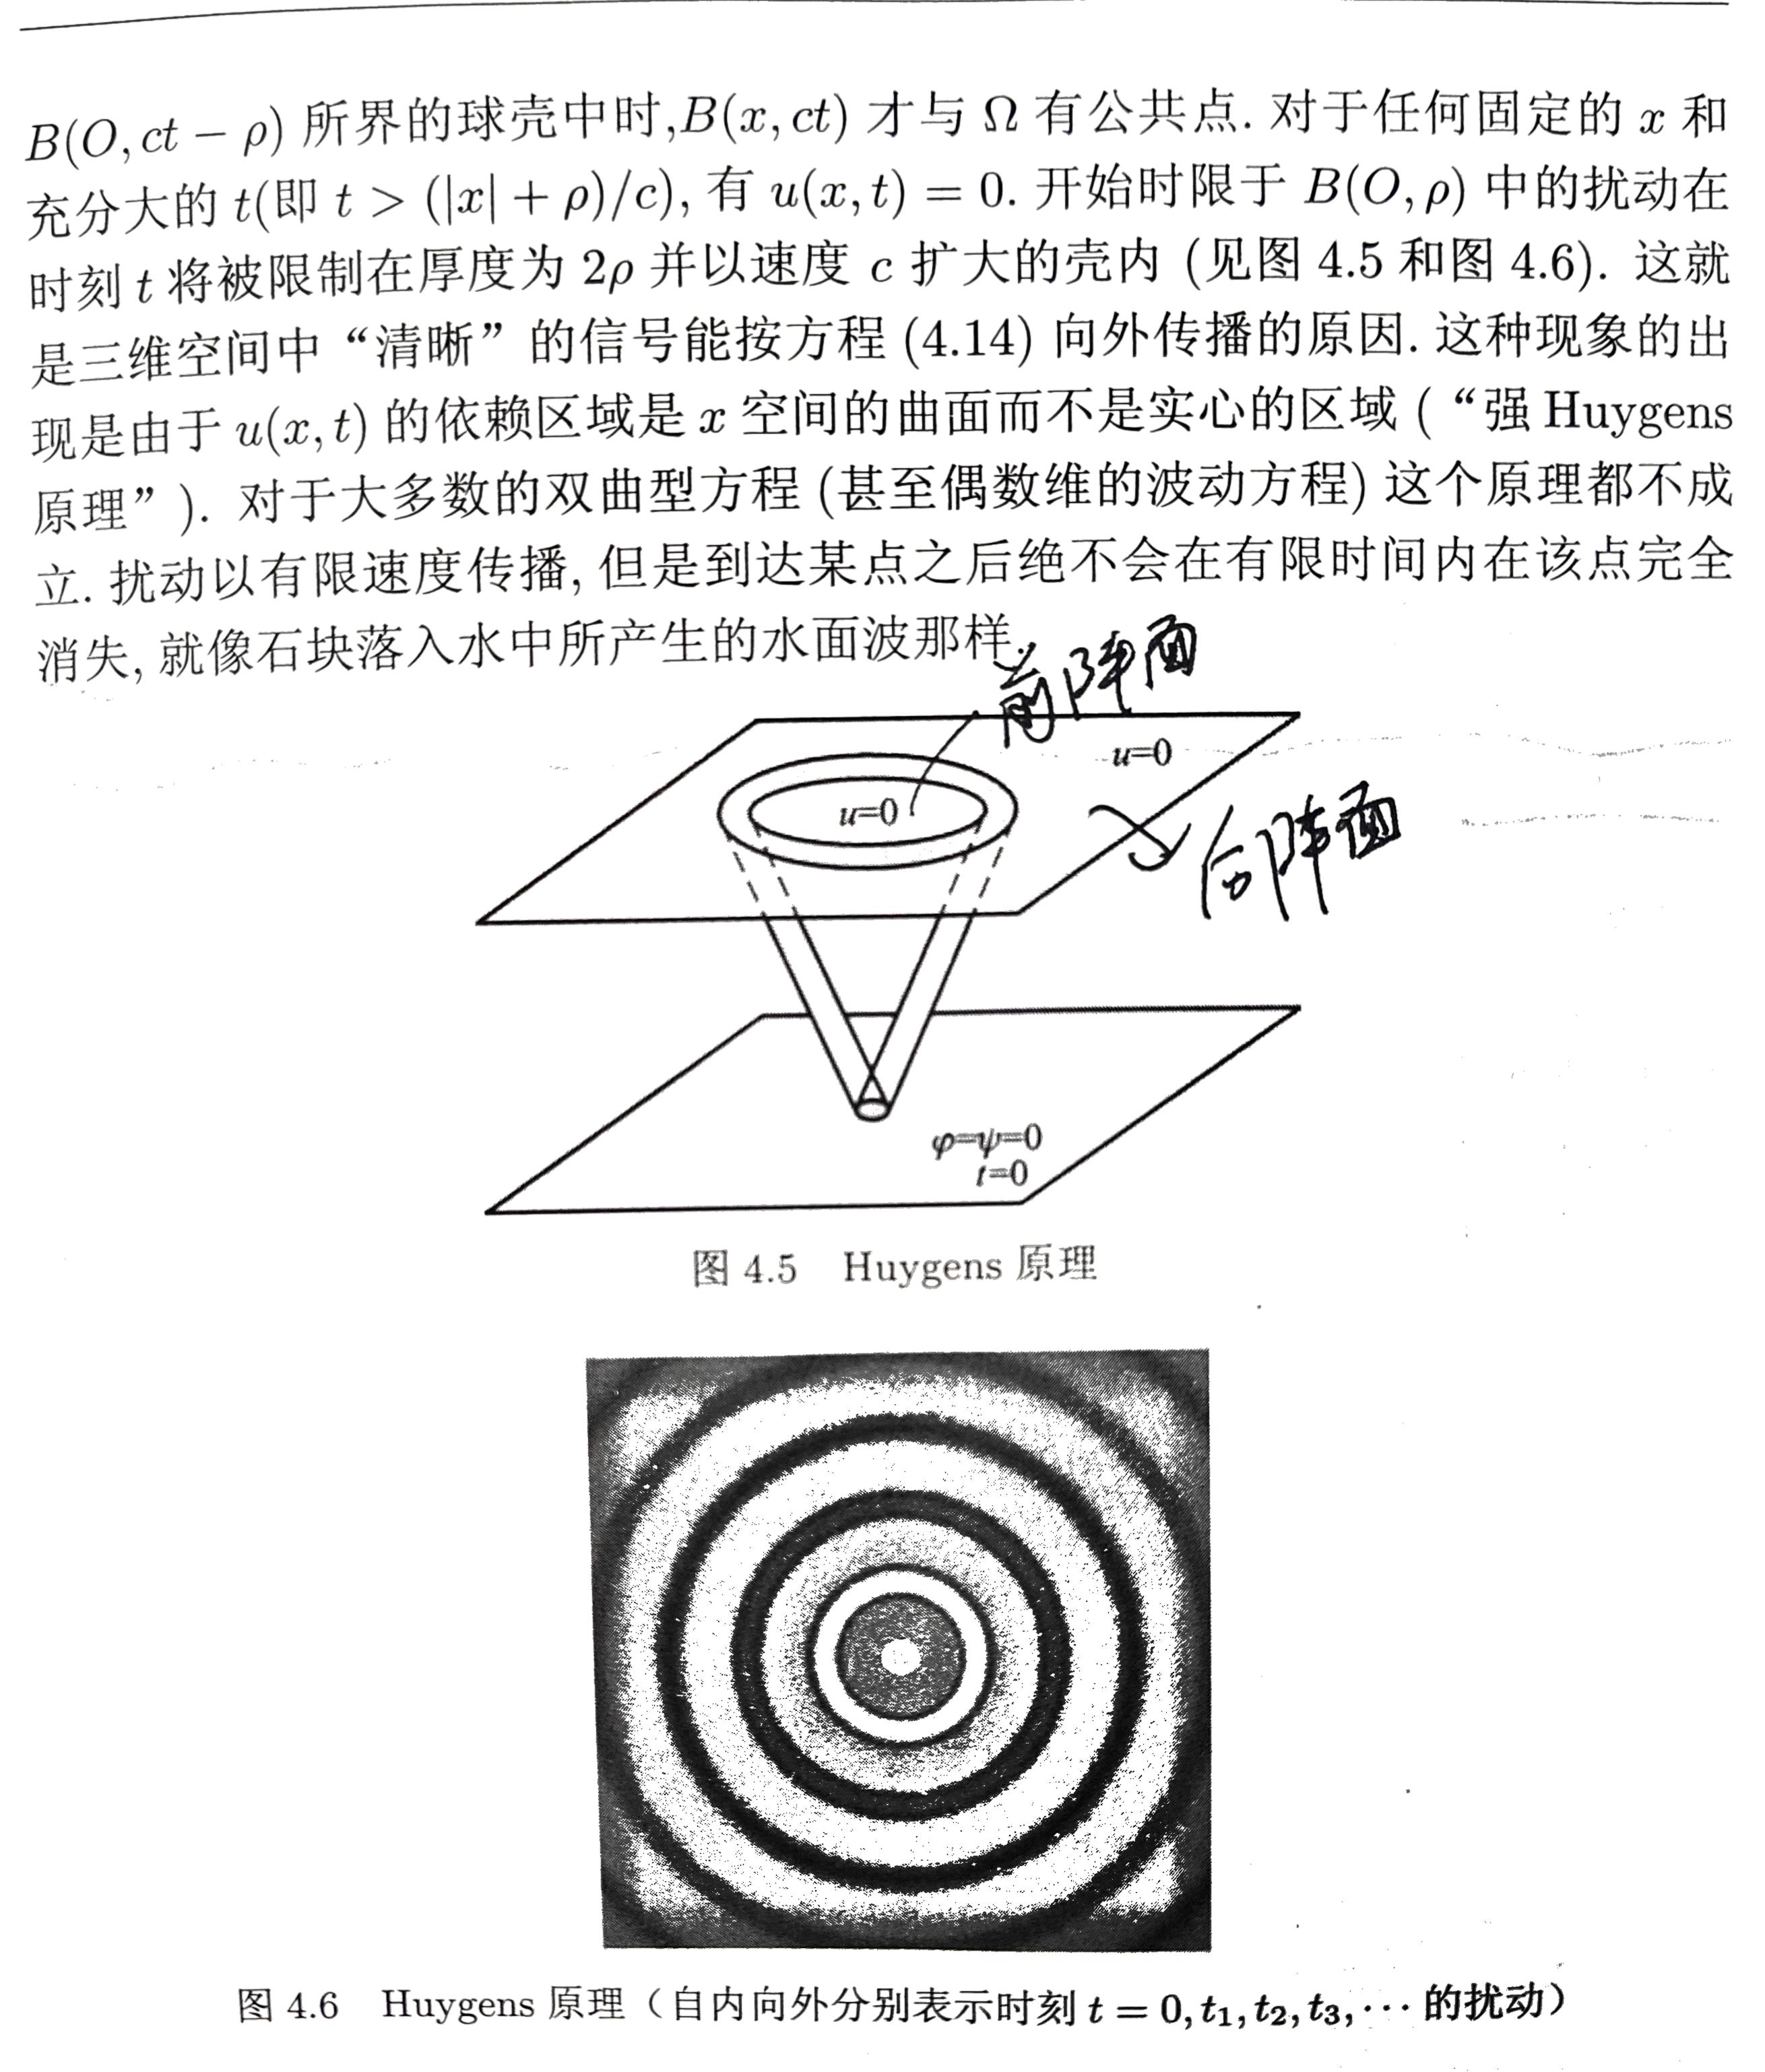 B(O, ct − ρ) 所界的球壳中时,B(x, ct) 才与 Ω 有公共点. 对于任何固定的 x 和
充分大的 t(即 t > (|x| + ρ)/c), 有 u(x, t) = 0. 开始时限于 B(O, ρ) 中的扰动在
时刻 t 将被限制在厚度为 2ρ 并以速度 c 扩大的壳内 (见图 4.5 和图 4.6). 这就
是三维空间中“清晰”的信号能按方程 (4.14) 向外传播的原因. 这种现象的出
现是由于 u(x, t) 的依赖区域是 x 空间的曲面而不是实心的区域 (“强 Huygens
原理”). 对于大多数的双曲型方程 (甚至偶数维的波动方程) 这个原理都不成
立. 扰动以有限速度传播, 但是到达某点之后绝不会在有限时间内在该点完全
消失, 就像石块落入水中所产生的水面波那样.
前阵面
u=0
u=0
后阵面
φ=ψ=0
t=0
图 4.5 Huygens 原理
图 4.6 Huygens 原理（自内向外分别表示时刻 t = 0, t₁, t₂, t₃, ⋯ 的扰动）